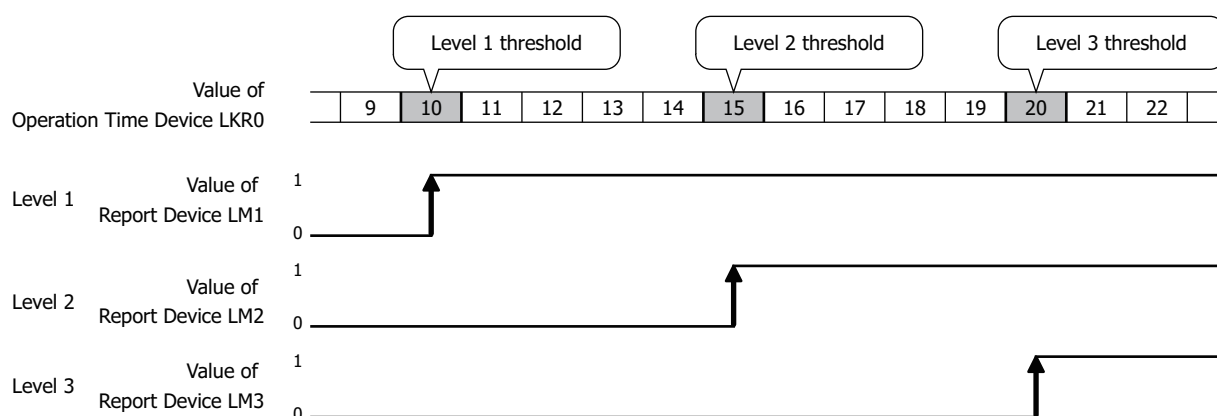 Level 1 threshold
Level 2 threshold
Level 3 threshold
Value of
Operation Time Device LKR0
9 10 11 12 13 14 15 16 17 18 19 20 21 22
Level 1
Value of
Report Device LM1
1
0
Level 2
Value of
Report Device LM2
1
0
Level 3
Value of
Report Device LM3
1
0